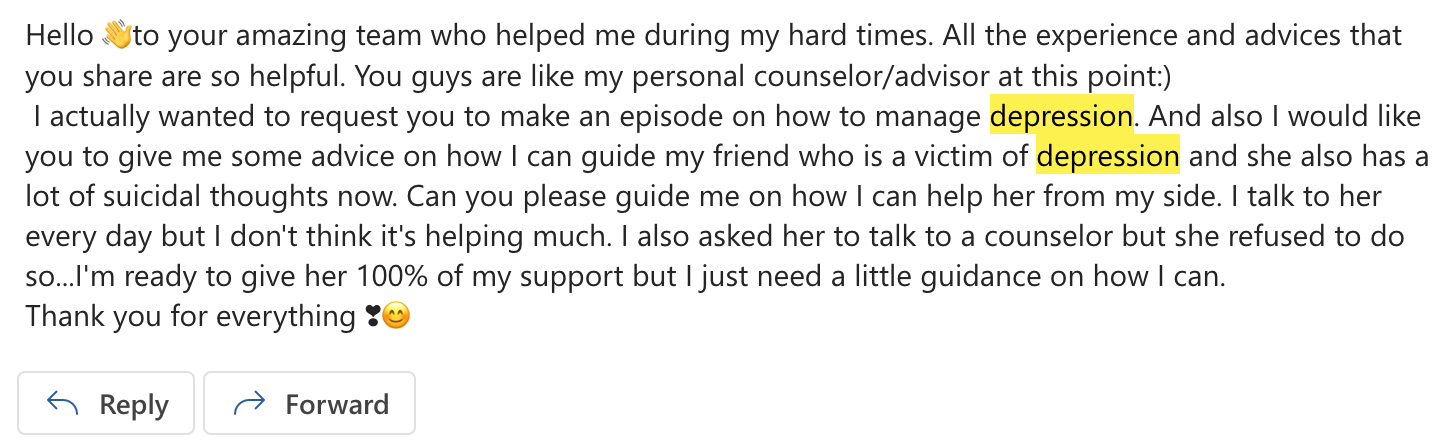 Hello 👋to your amazing team who helped me during my hard times. All the experience and advices that
you share are so helpful. You guys are like my personal counselor/advisor at this point:)
I actually wanted to request you to make an episode on how to manage depression. And also I would like
you to give me some advice on how I can guide my friend who is a victim of depression and she also has a
lot of suicidal thoughts now. Can you please guide me on how I can help her from my side. I talk to her
every day but I don't think it's helping much. I also asked her to talk to a counselor but she refused to do
so...I'm ready to give her 100% of my support but I just need a little guidance on how I can.
Thank you for everything ❣😊
Reply
Forward